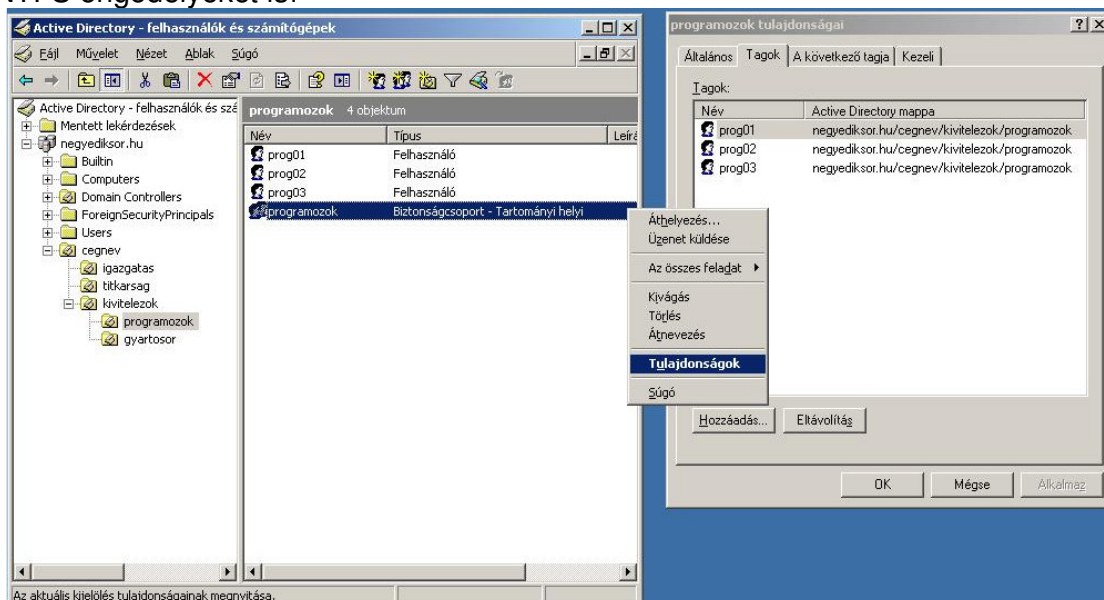 NTFS engedélyeket is!
Active Directory - felhasználók és számítógépek
Fájl Művelet Nézet Ablak Súgó
Active Directory - felhasználók és szá
Mentett lekérdezések
negyediksor.hu
Builtin
Computers
Domain Controllers
ForeignSecurityPrincipals
Users
cegnev
igazgatas
titkarsag
kivitelezok
programozok
gyartosor
programozok 4 objektum
Név Típus Leírá
prog01 Felhasználó
prog02 Felhasználó
prog03 Felhasználó
programozok Biztonságcsoport - Tartományi helyi
Áthelyezés...
Üzenet küldése
Az összes feladat
Kivágás
Törlés
Átnevezés
Tulajdonságok
Súgó
Az aktuális kijelölés tulajdonságainak megnyitása.
programozok tulajdonságai
Általános Tagok A következő tagja Kezeli
Tagok:
Név Active Directory mappa
prog01 negyediksor.hu/cegnev/kivitelezok/programozok
prog02 negyediksor.hu/cegnev/kivitelezok/programozok
prog03 negyediksor.hu/cegnev/kivitelezok/programozok
Hozzáadás... Eltávolítás
OK Mégse Alkalmaz